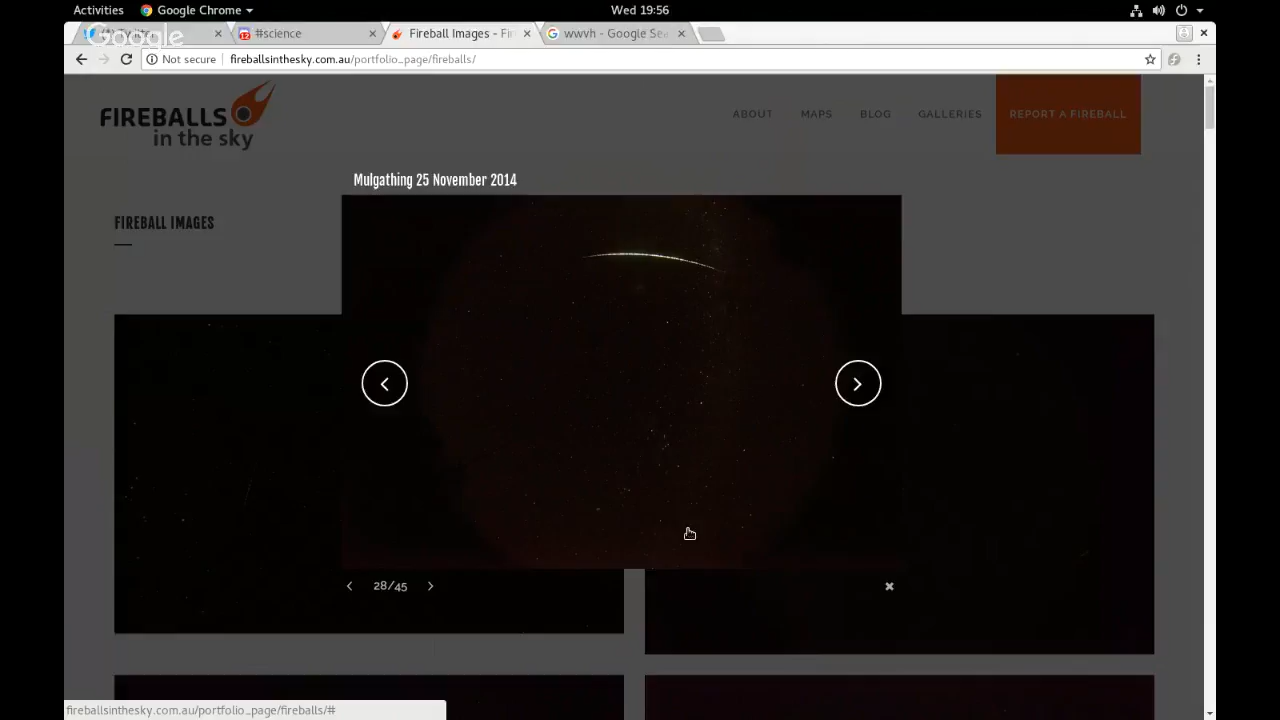 Activities Google Chrome Wed 19:56
Google
#science
Fireball Images - Fi
wwvh - Google Sea
Not secure fireballsinthesky.com.au/portfolio_page/fireballs/
FIREBALLS
in the sky
ABOUT MAPS BLOG GALLERIES REPORT A FIREBALL
Mulgathing 25 November 2014
FIREBALL IMAGES
28/45
fireballsinthesky.com.au/portfolio_page/fireballs/#